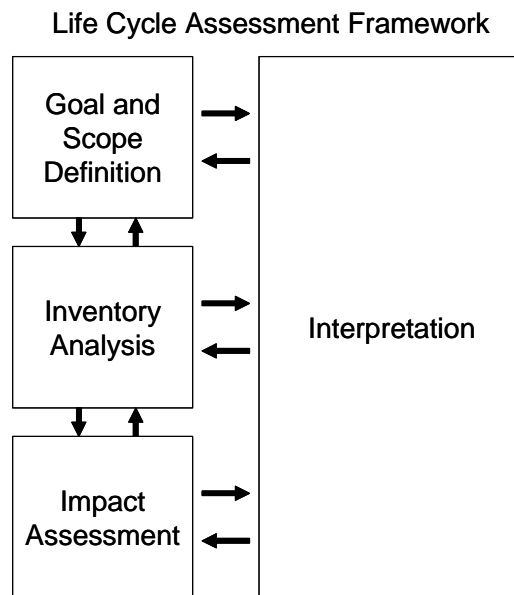 Life Cycle Assessment Framework
Goal and
Scope
Definition
Inventory
Analysis
Interpretation
Impact
Assessment